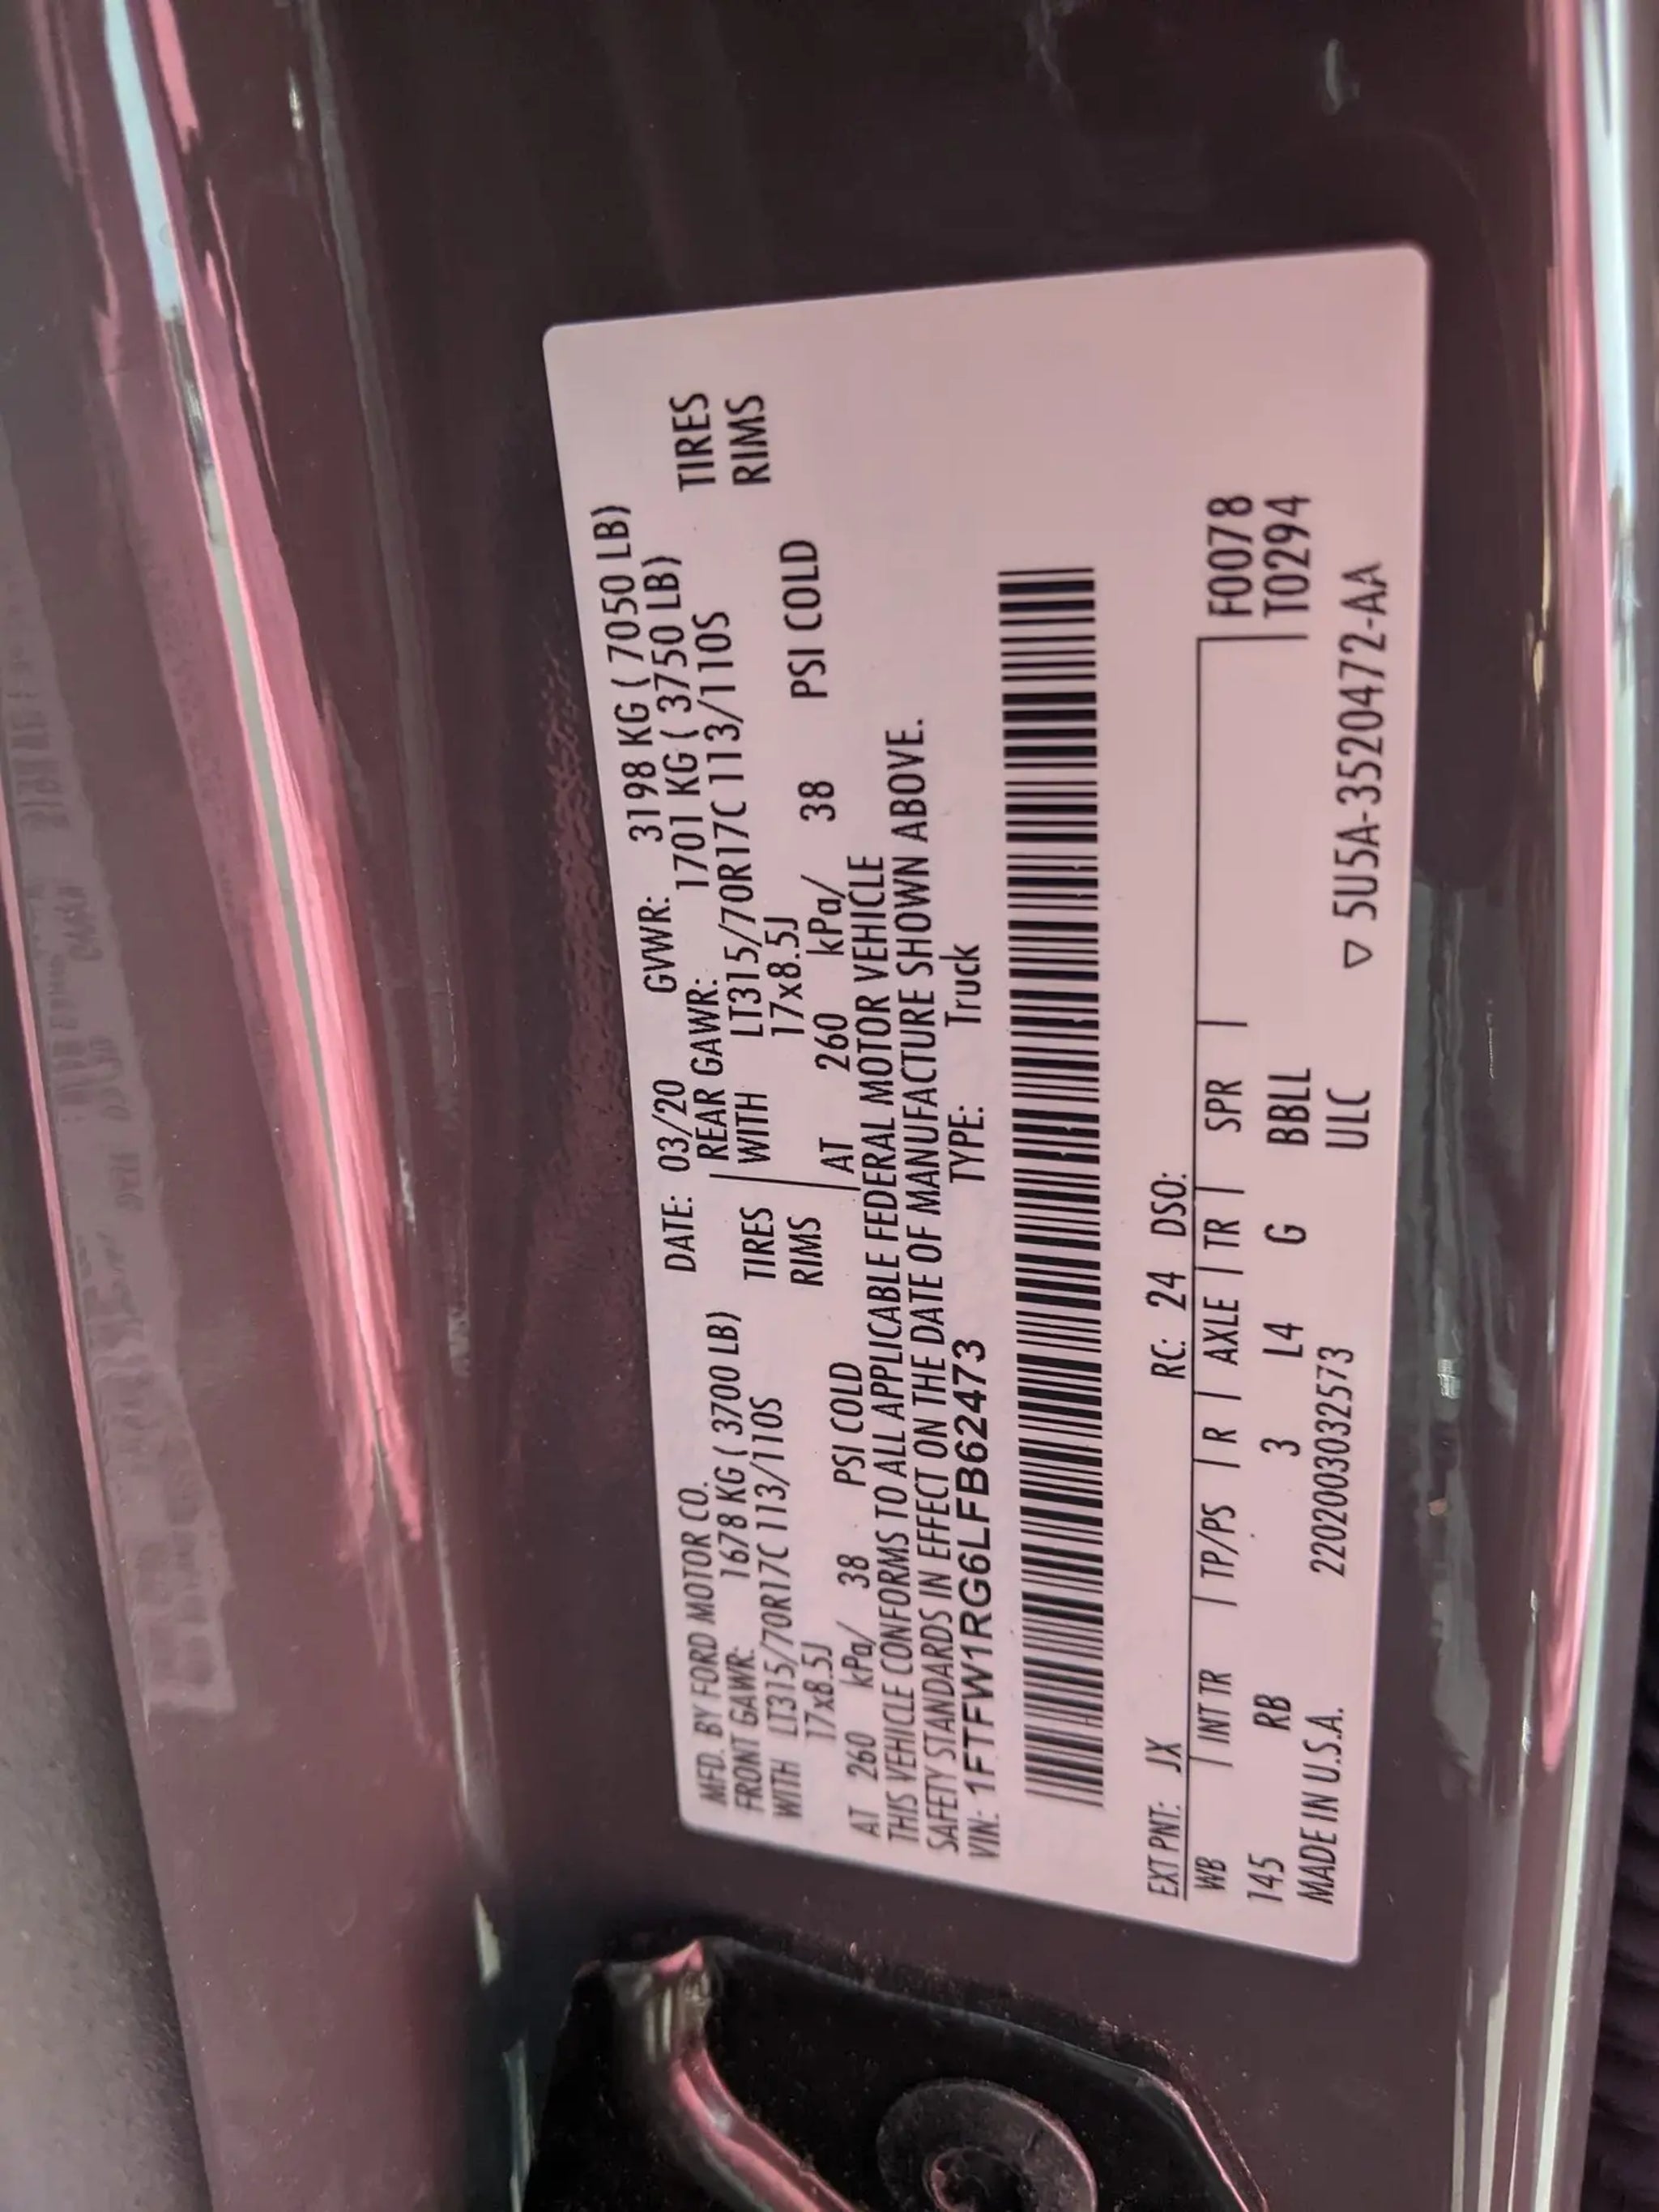 MFD. BY FORD MOTOR CO. DATE: 03/20 GVWR: 3198 KG ( 7050 LB)
FRONT GAWR: 1678 KG ( 3700 LB) REAR GAWR: 1701 KG ( 3750 LB)
WITH LT315/70R17C 113/110S TIRES WITH LT315/70R17C 113/110S TIRES
17x8.5J RIMS 17x8.5J RIMS
AT 260 kPa/ 38 PSI COLD AT 260 kPa/ 38 PSI COLD
THIS VEHICLE CONFORMS TO ALL APPLICABLE FEDERAL MOTOR VEHICLE
SAFETY STANDARDS IN EFFECT ON THE DATE OF MANUFACTURE SHOWN ABOVE.
VIN: 1FTFW1RG6LFB62473 TYPE: Truck
EXT PNT: JX RC: 24 DSO:
WB INT TR TP/PS R AXLE TR SPR F0078
145 RB 3 L4 G BBLL T0294
MADE IN U.S.A. 2202003032573 ULC ▽ 5U5A-3520472-AA